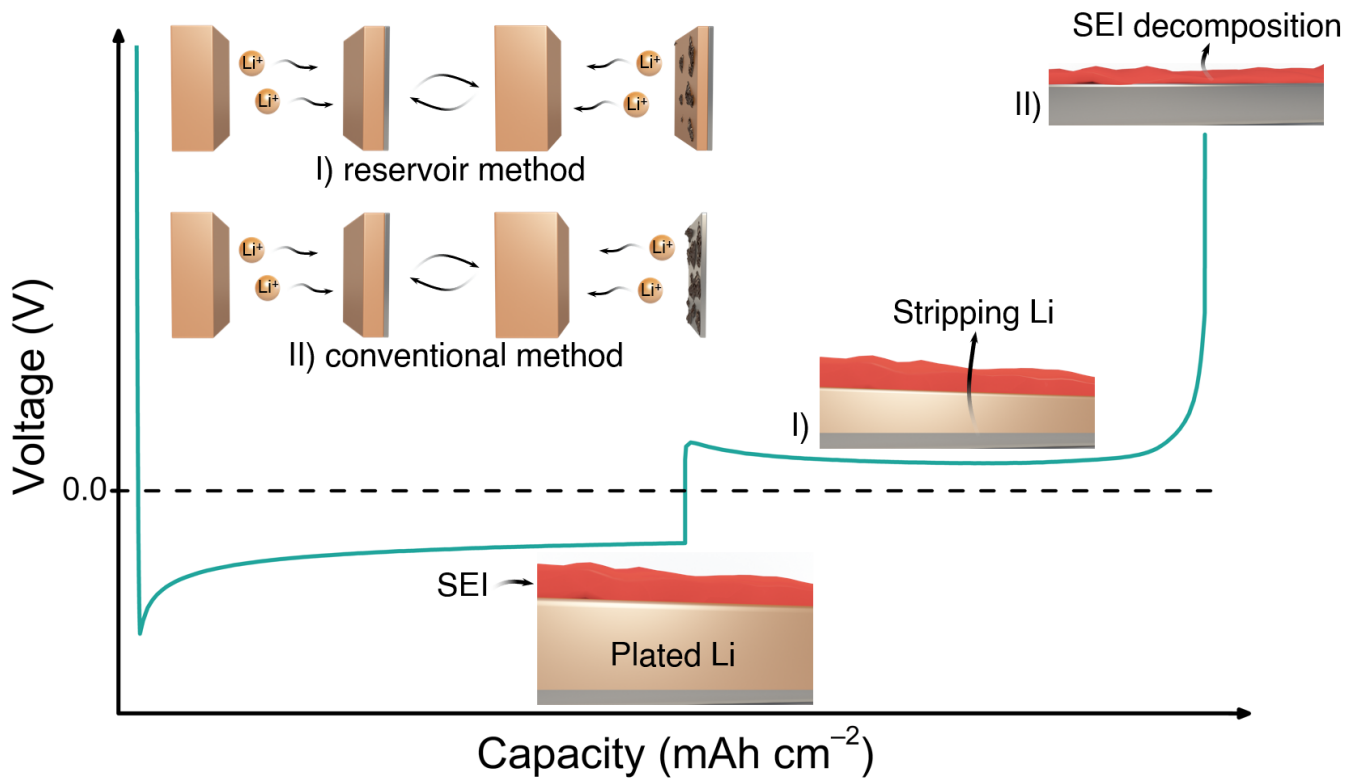 SEI decomposition
Li⁺
Li⁺
Li⁺
Li⁺
II)
I) reservoir method
Li⁺
Li⁺
Li⁺
Li⁺
II) conventional method
Stripping Li
I)
Voltage (V)
0.0
SEI
Plated Li
Capacity (mAh cm⁻²)